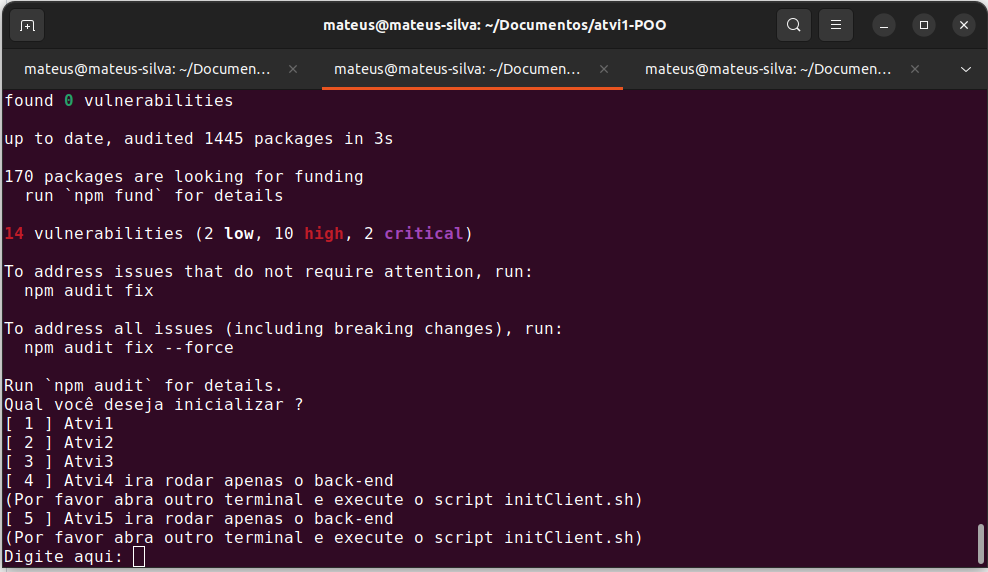 mateus@mateus-silva: ~/Documentos/atvi1-POO
mateus@mateus-silva: ~/Documen...
mateus@mateus-silva: ~/Documen...
mateus@mateus-silva: ~/Documen...
found 0 vulnerabilities
up to date, audited 1445 packages in 3s
170 packages are looking for funding
run `npm fund` for details
14 vulnerabilities (2 low, 10 high, 2 critical)
To address issues that do not require attention, run:
npm audit fix
To address all issues (including breaking changes), run:
npm audit fix --force
Run `npm audit` for details.
Qual você deseja inicializar ?
[ 1 ] Atvi1
[ 2 ] Atvi2
[ 3 ] Atvi3
[ 4 ] Atvi4 ira rodar apenas o back-end
(Por favor abra outro terminal e execute o script initClient.sh)
[ 5 ] Atvi5 ira rodar apenas o back-end
(Por favor abra outro terminal e execute o script initClient.sh)
Digite aqui: